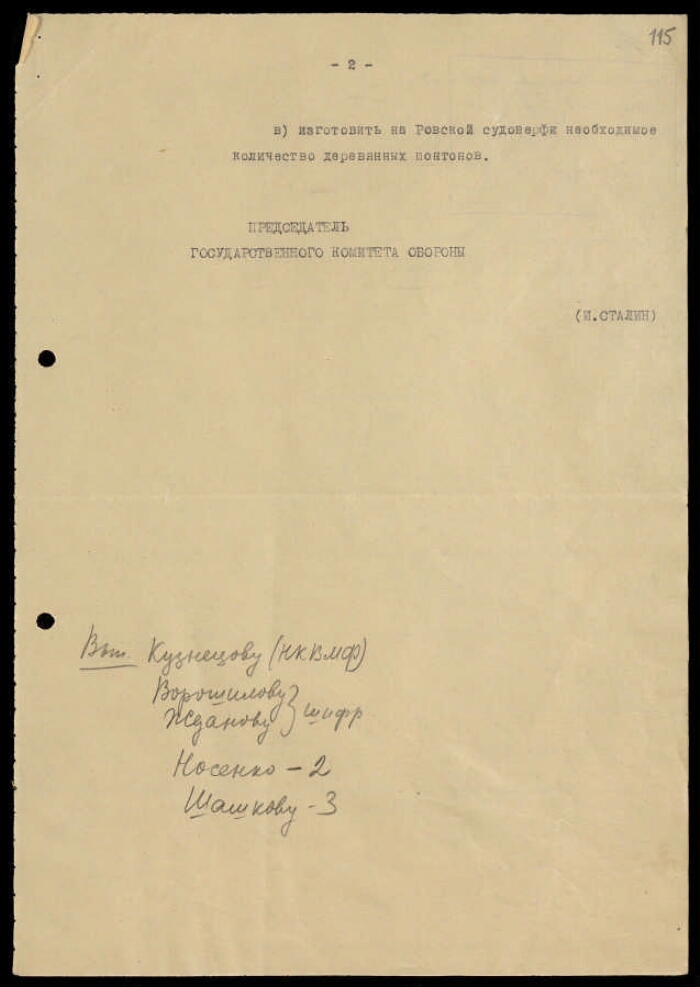 115
- 2 -
в) изготовить на Ровской судоверфи необходимое
количество деревянных понтонов.
ПРЕДСЕДАТЕЛЬ
ГОСУДАРСТВЕННОГО КОМИТЕТА ОБОРОНЫ
(И.СТАЛИН)
Вып. Кузнецову (НКВМФ)
Ворошилову
Жданову } шифр
Носенко - 2
Шашкову - 3